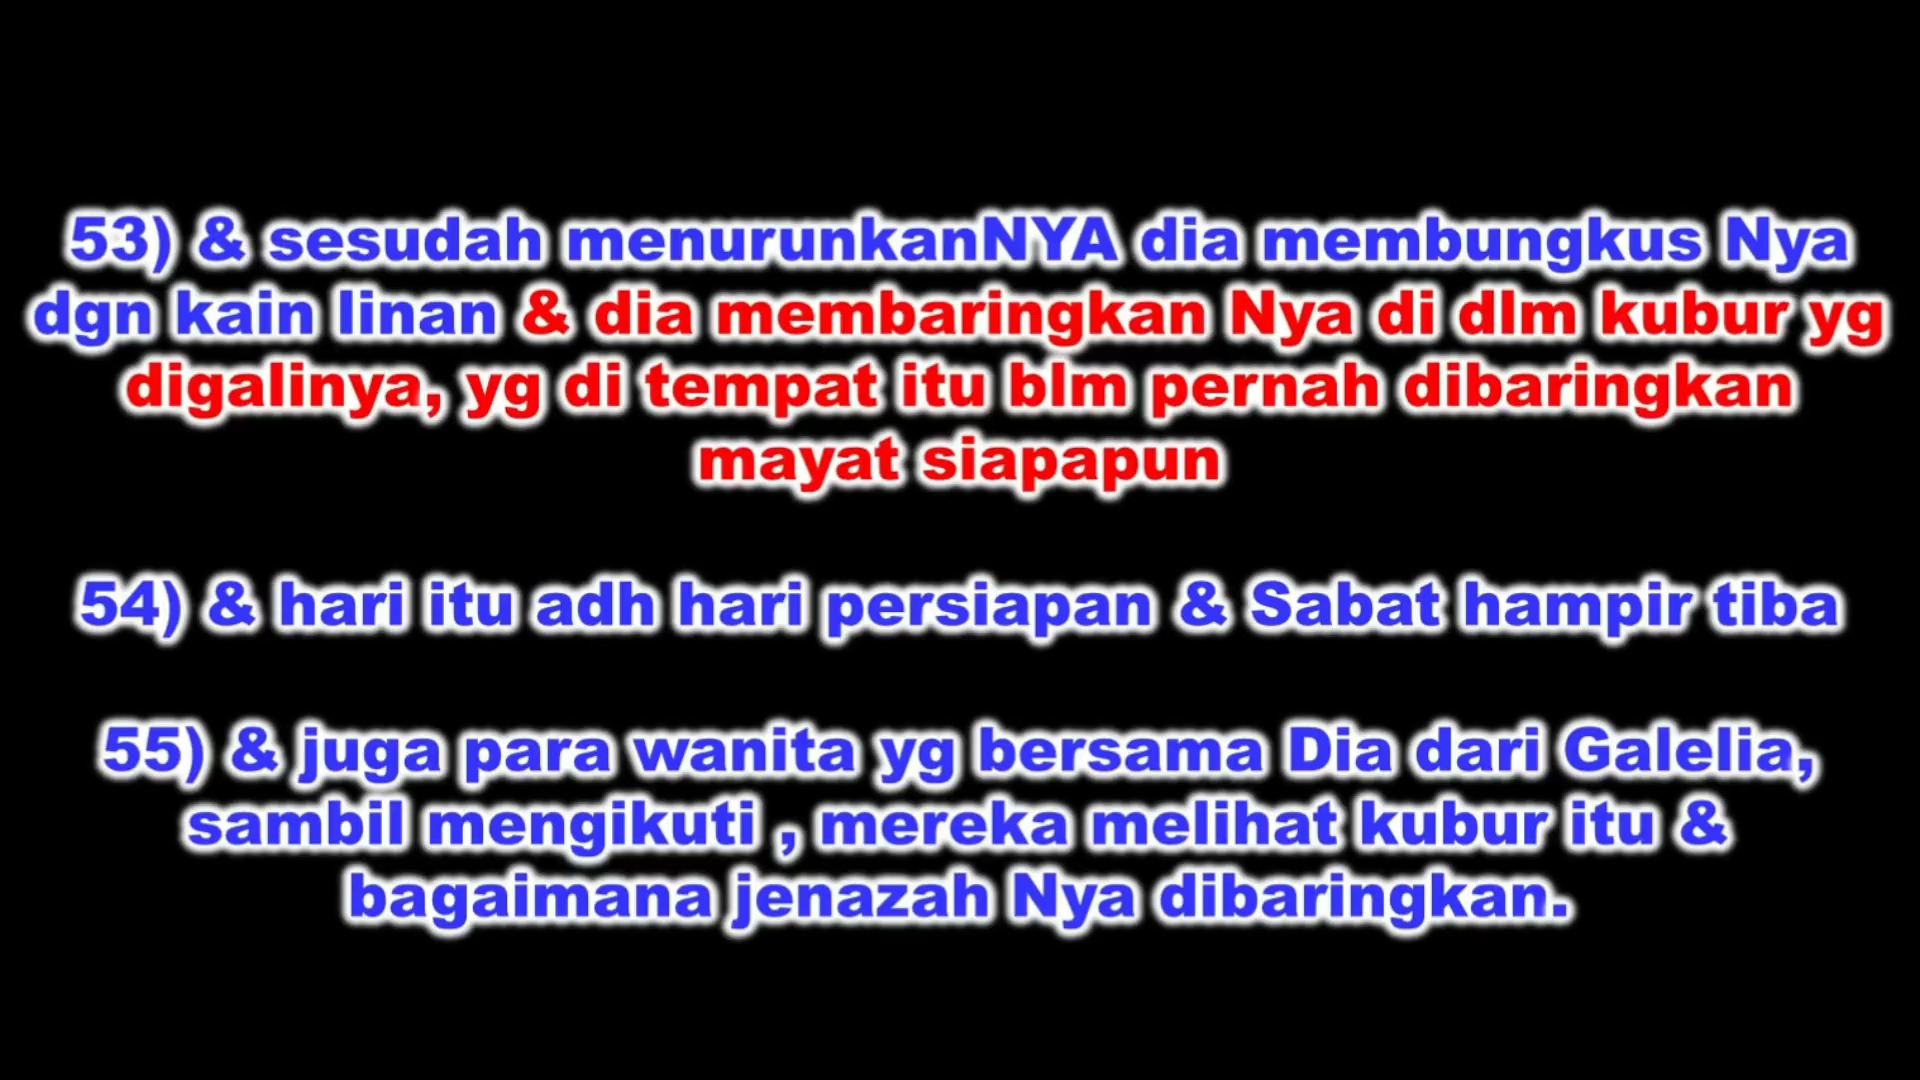 53) & sesudah menurunkanNYA dia membungkus Nya
dgn kain linan & dia membaringkan Nya di dlm kubur yg
digalinya, yg di tempat itu blm pernah dibaringkan
mayat siapapun
54) & hari itu adh hari persiapan & Sabat hampir tiba
55) & juga para wanita yg bersama Dia dari Galelia,
sambil mengikuti , mereka melihat kubur itu &
bagaimana jenazah Nya dibaringkan.